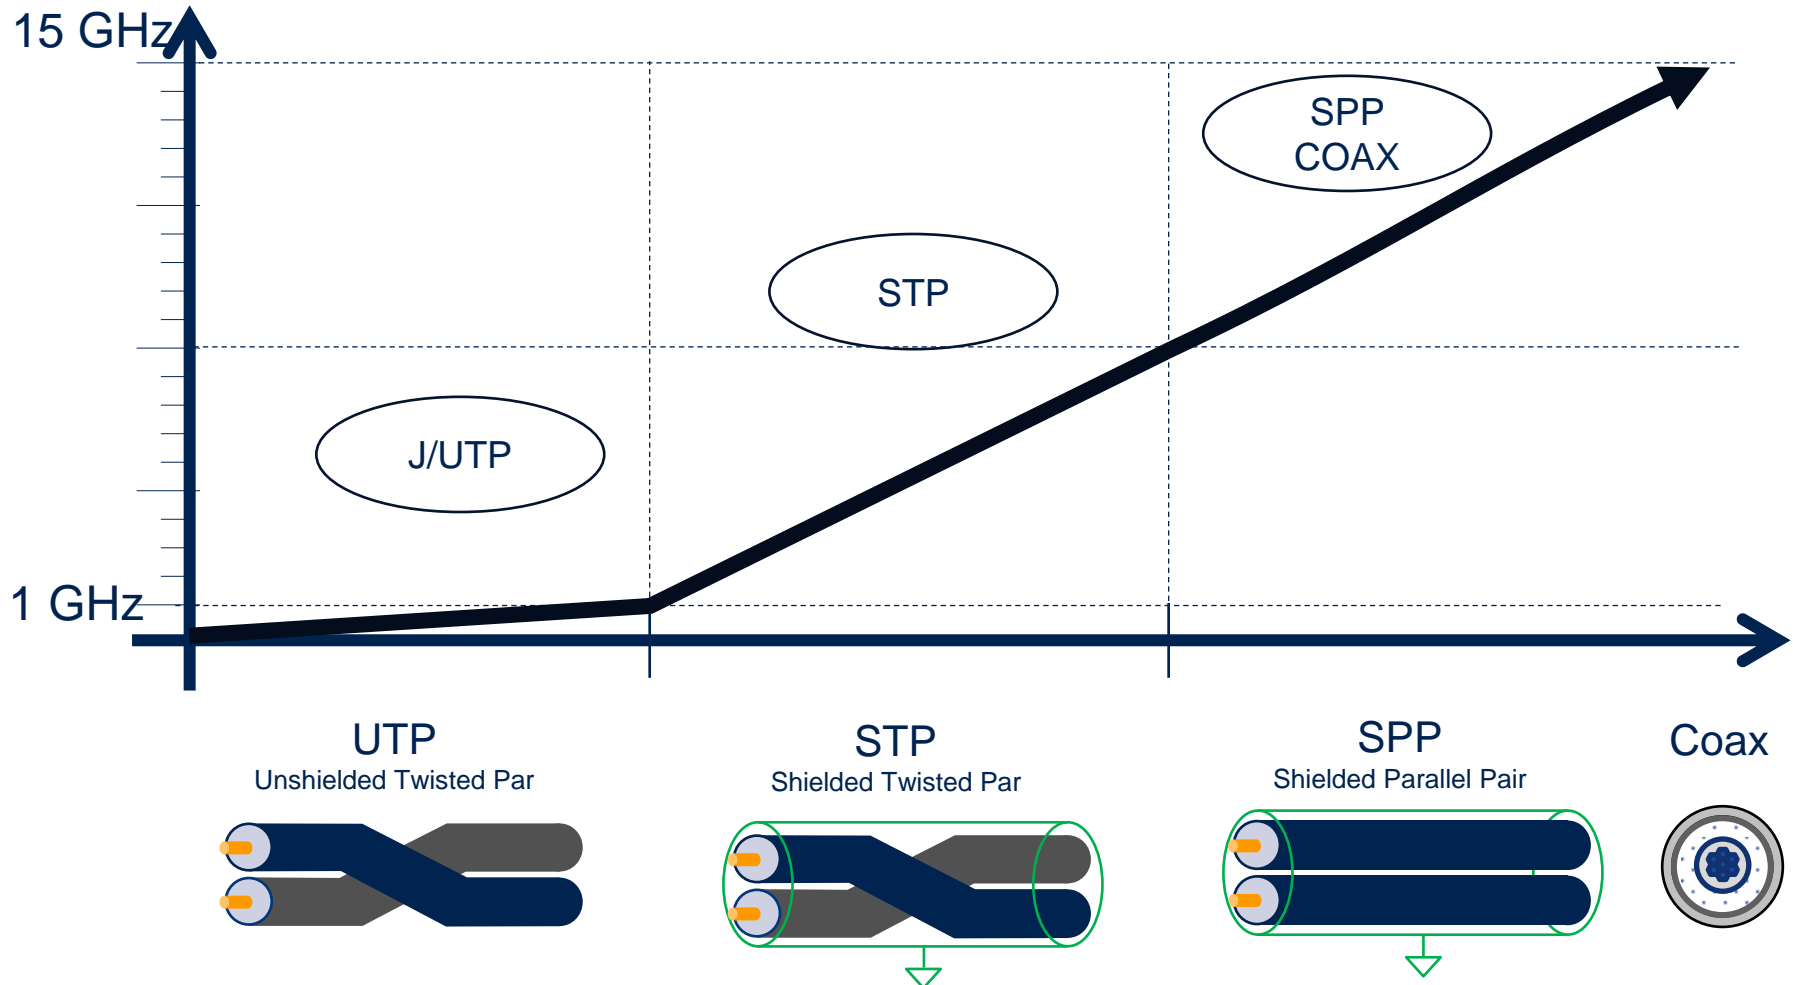 15 GHz
SPP
COAX
STP
J/UTP
1 GHz
UTP
Unshielded Twisted Par
STP
Shielded Twisted Par
SPP
Shielded Parallel Pair
Coax